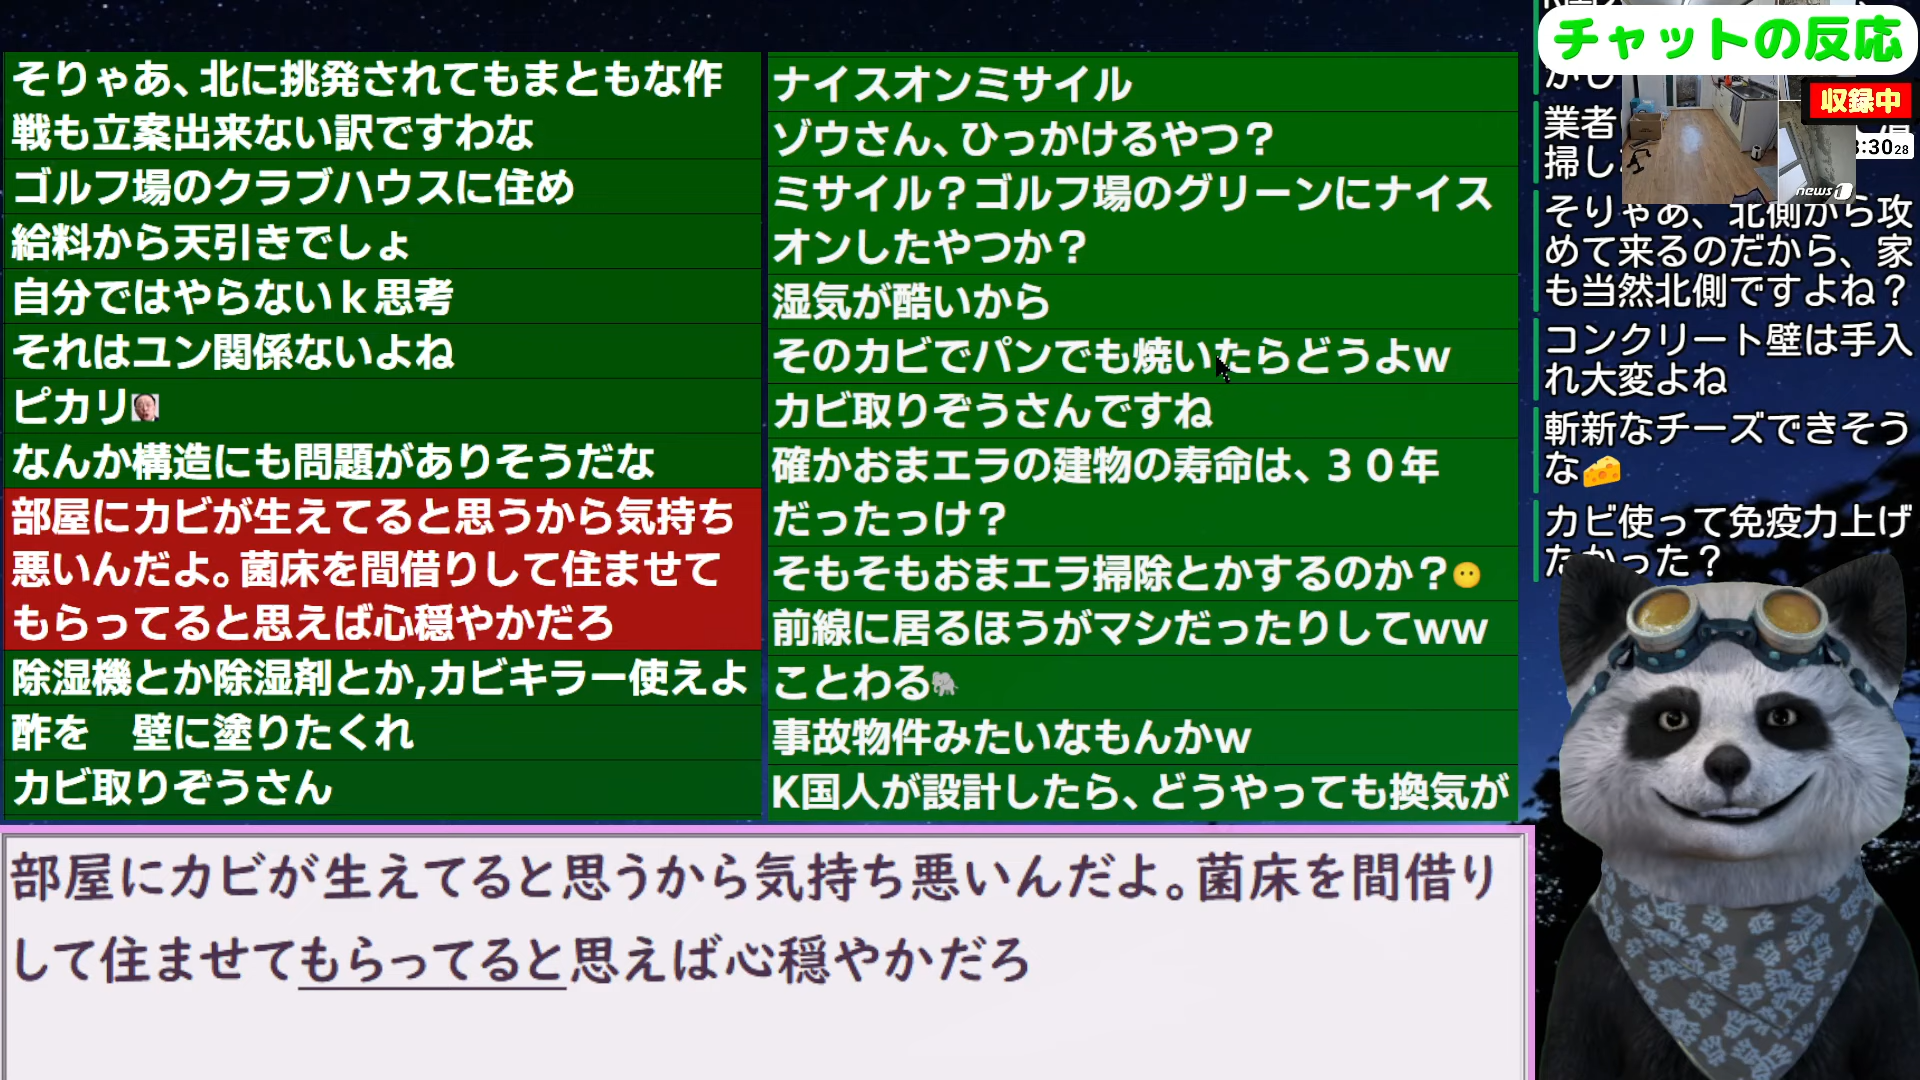 そりゃあ、北に挑発されてもまともな作
戦も立案出来ない訳ですわな
ゴルフ場のクラブハウスに住め
給料から天引きでしょ
自分ではやらないｋ思考
それはユン関係ないよね
ピカリ
なんか構造にも問題がありそうだな
部屋にカビが生えてると思うから気持ち
悪いんだよ。菌床を間借りして住ませて
もらってると思えば心穏やかだろ
除湿機とか除湿剤とか,カビキラー使えよ
酢を　壁に塗りたくれ
カビ取りぞうさん
ナイスオンミサイル
ゾウさん、ひっかけるやつ？
ミサイル？ゴルフ場のグリーンにナイス
オンしたやつか？
湿気が酷いから
そのカビでパンでも焼いたらどうよw
カビ取りぞうさんですね
確かおまエラの建物の寿命は、３０年
だったっけ？
そもそもおまエラ掃除とかするのか？😶
前線に居るほうがマシだったりしてww
ことわる🐘
事故物件みたいなもんかw
K国人が設計したら、どうやっても換気が
チャットの反応
収録中
:3028
news1
業者
掃し
そりゃあ、北側から攻
めて来るのだから、家
も当然北側ですよね？
コンクリート壁は手入
れ大変よね
斬新なチーズできそう
な🧀
カビ使って免疫力上げ
たかった？
部屋にカビが生えてると思うから気持ち悪いんだよ。菌床を間借り
して住ませてもらってると思えば心穏やかだろ